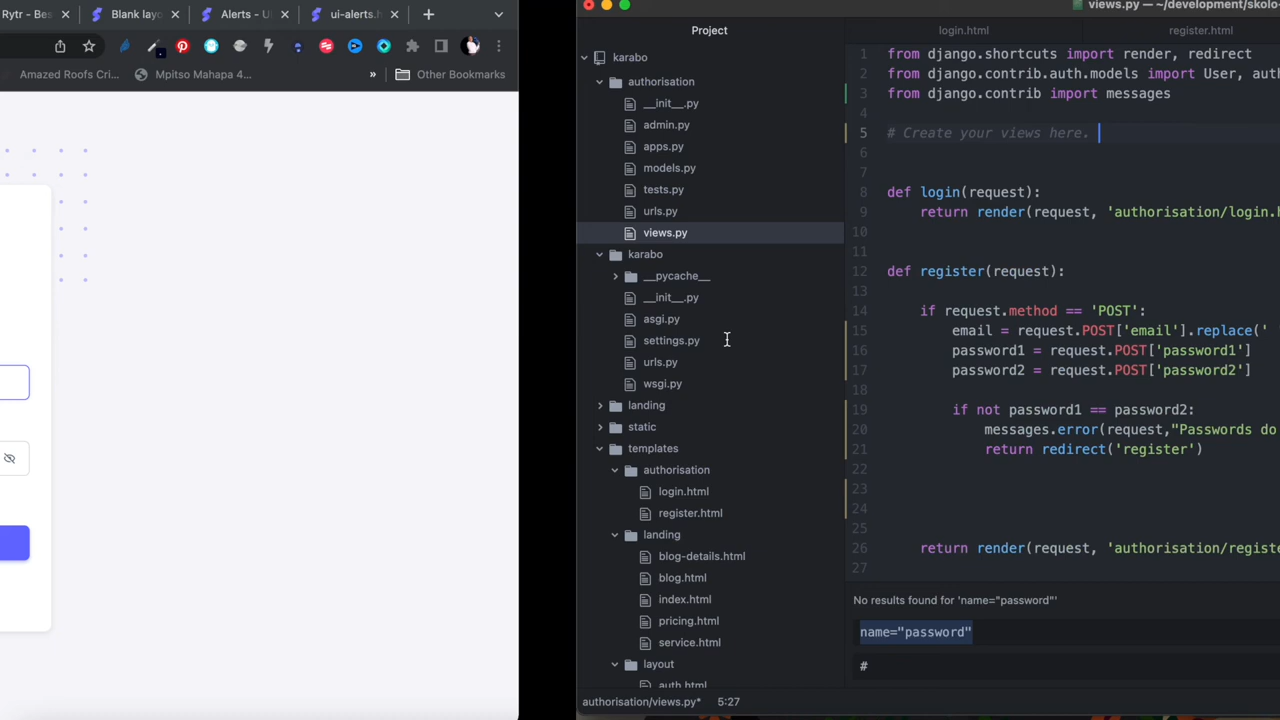 Rytr - Bes
Blank layo
Alerts - UI
ui-alerts.h
Amazed Roofs Cri...
Mpitso Mahapa 4...
»
Other Bookmarks
views.py — ~/development/skolo-
Project
karabo
authorisation
__init__.py
admin.py
apps.py
models.py
tests.py
urls.py
views.py
karabo
__pycache__
__init__.py
asgi.py
settings.py
urls.py
wsgi.py
landing
static
templates
authorisation
login.html
register.html
landing
blog-details.html
blog.html
index.html
pricing.html
service.html
layout
auth.html
login.html
register.html
1 from django.shortcuts import render, redirect
2 from django.contrib.auth.models import User, auth
3 from django.contrib import messages
4
5 # Create your views here.
6
7
8 def login(request):
9 return render(request, 'authorisation/login.h
10
11
12 def register(request):
13
14 if request.method == 'POST':
15 email = request.POST['email'].replace('
16 password1 = request.POST['password1']
17 password2 = request.POST['password2']
18
19 if not password1 == password2:
20 messages.error(request,"Passwords do
21 return redirect('register')
22
23
24
25
26 return render(request, 'authorisation/registe
27
No results found for 'name="password"'
name="password"
#
authorisation/views.py* 5:27